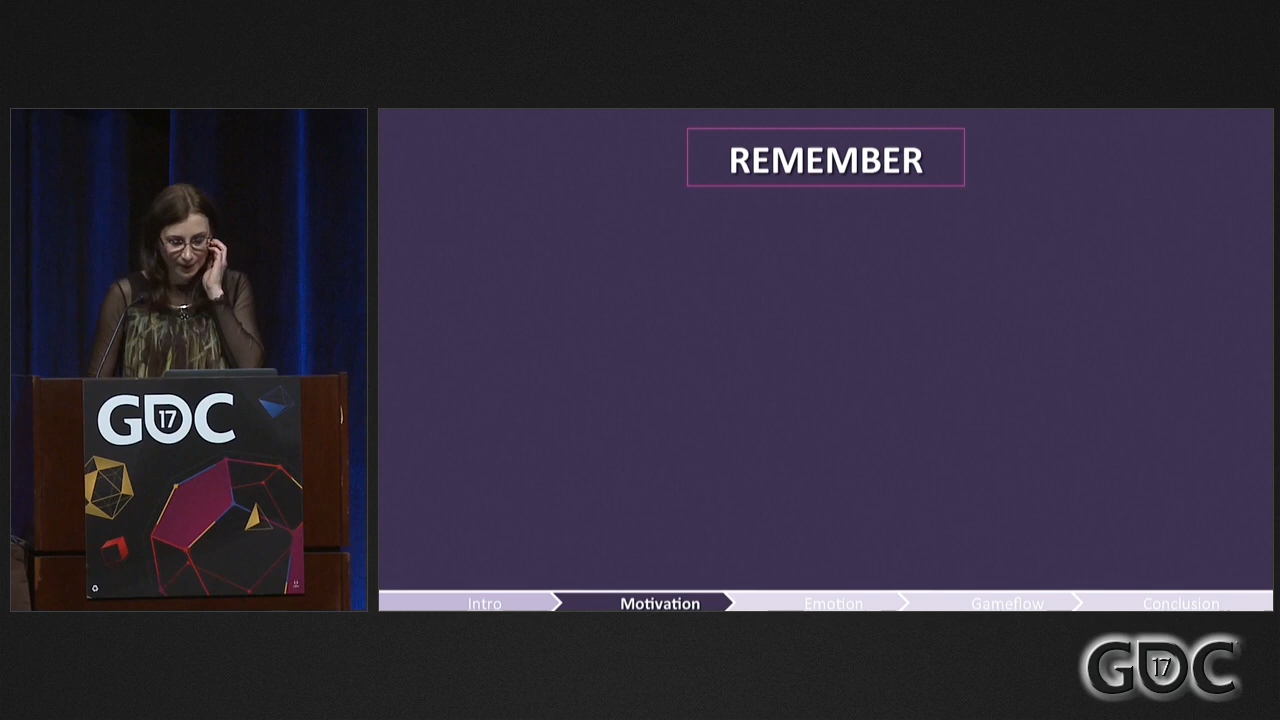 REMEMBER
GDC
17
Intro
Motivation
Emotion
Gameflow
Conclusion
GDC
17